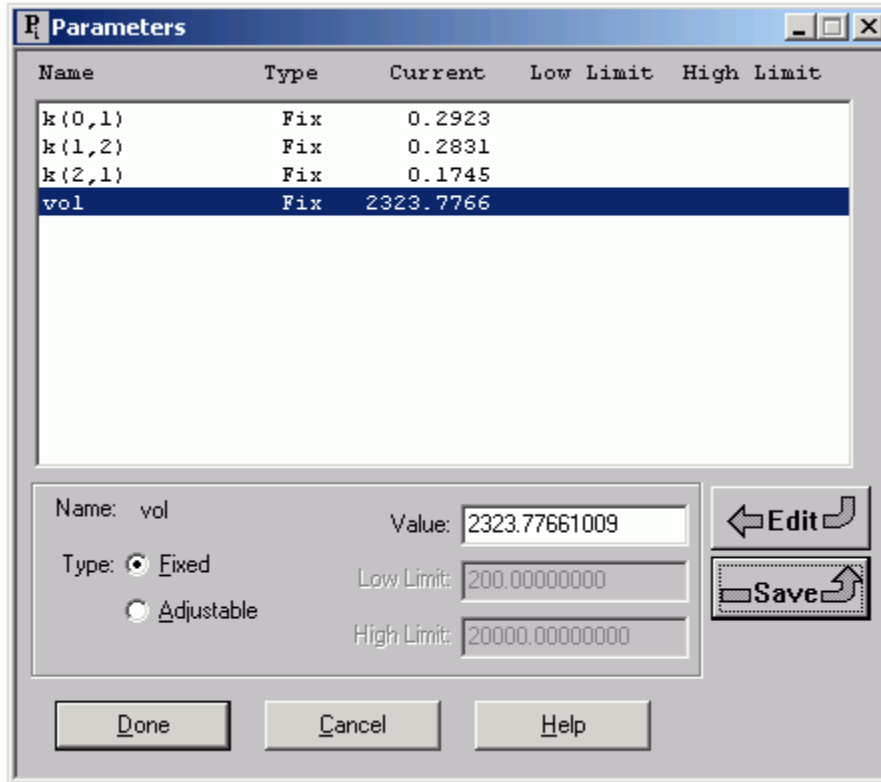 Parameters
Name Type Current Low Limit High Limit
k(0,1) Fix 0.2923
k(1,2) Fix 0.2831
k(2,1) Fix 0.1745
vol Fix 2323.7766
Name: vol
Value: 2323.77661009
Edit
Type: Fixed
Low Limit: 200.00000000
Save
Adjustable
High Limit: 20000.00000000
Done Cancel Help